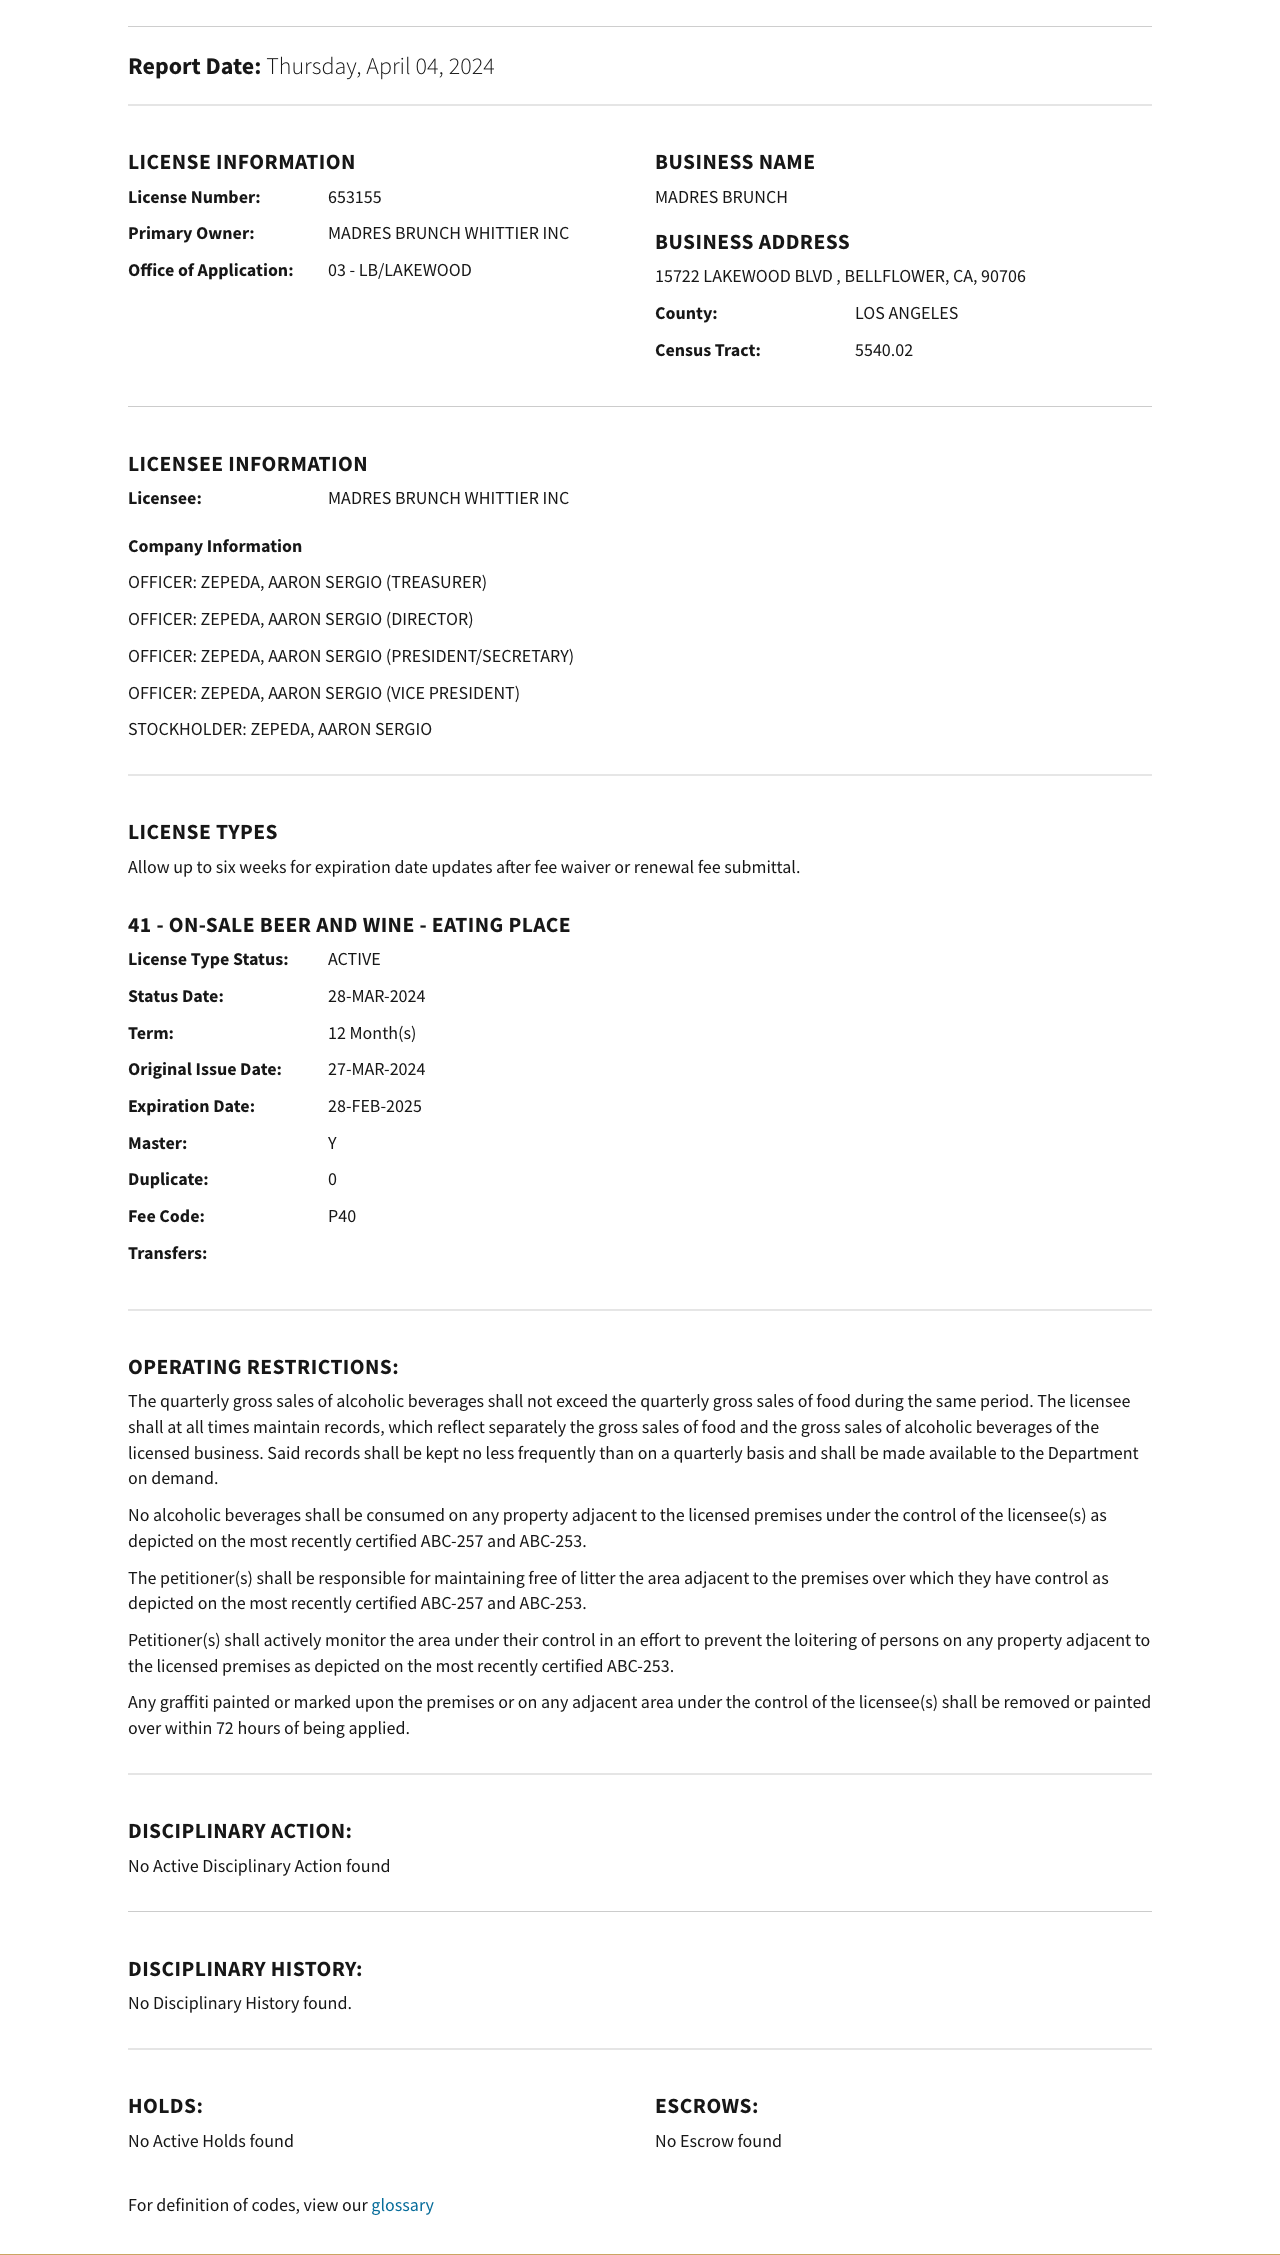 Report Date: Thursday, April 04, 2024
LICENSE INFORMATION
License Number: 653155
Primary Owner: MADRES BRUNCH WHITTIER INC
Office of Application: 03 - LB/LAKEWOOD
BUSINESS NAME
MADRES BRUNCH
BUSINESS ADDRESS
15722 LAKEWOOD BLVD , BELLFLOWER, CA, 90706
County: LOS ANGELES
Census Tract: 5540.02
LICENSEE INFORMATION
Licensee: MADRES BRUNCH WHITTIER INC
Company Information
OFFICER: ZEPEDA, AARON SERGIO (TREASURER)
OFFICER: ZEPEDA, AARON SERGIO (DIRECTOR)
OFFICER: ZEPEDA, AARON SERGIO (PRESIDENT/SECRETARY)
OFFICER: ZEPEDA, AARON SERGIO (VICE PRESIDENT)
STOCKHOLDER: ZEPEDA, AARON SERGIO
LICENSE TYPES
Allow up to six weeks for expiration date updates after fee waiver or renewal fee submittal.
41 - ON-SALE BEER AND WINE - EATING PLACE
License Type Status: ACTIVE
Status Date: 28-MAR-2024
Term: 12 Month(s)
Original Issue Date: 27-MAR-2024
Expiration Date: 28-FEB-2025
Master: Y
Duplicate: 0
Fee Code: P40
Transfers:
OPERATING RESTRICTIONS:
The quarterly gross sales of alcoholic beverages shall not exceed the quarterly gross sales of food during the same period. The licensee
shall at all times maintain records, which reflect separately the gross sales of food and the gross sales of alcoholic beverages of the
licensed business. Said records shall be kept no less frequently than on a quarterly basis and shall be made available to the Department
on demand.
No alcoholic beverages shall be consumed on any property adjacent to the licensed premises under the control of the licensee(s) as
depicted on the most recently certified ABC-257 and ABC-253.
The petitioner(s) shall be responsible for maintaining free of litter the area adjacent to the premises over which they have control as
depicted on the most recently certified ABC-257 and ABC-253.
Petitioner(s) shall actively monitor the area under their control in an effort to prevent the loitering of persons on any property adjacent to
the licensed premises as depicted on the most recently certified ABC-253.
Any graffiti painted or marked upon the premises or on any adjacent area under the control of the licensee(s) shall be removed or painted
over within 72 hours of being applied.
DISCIPLINARY ACTION:
No Active Disciplinary Action found
DISCIPLINARY HISTORY:
No Disciplinary History found.
HOLDS:
No Active Holds found
ESCROWS:
No Escrow found
For definition of codes, view our glossary